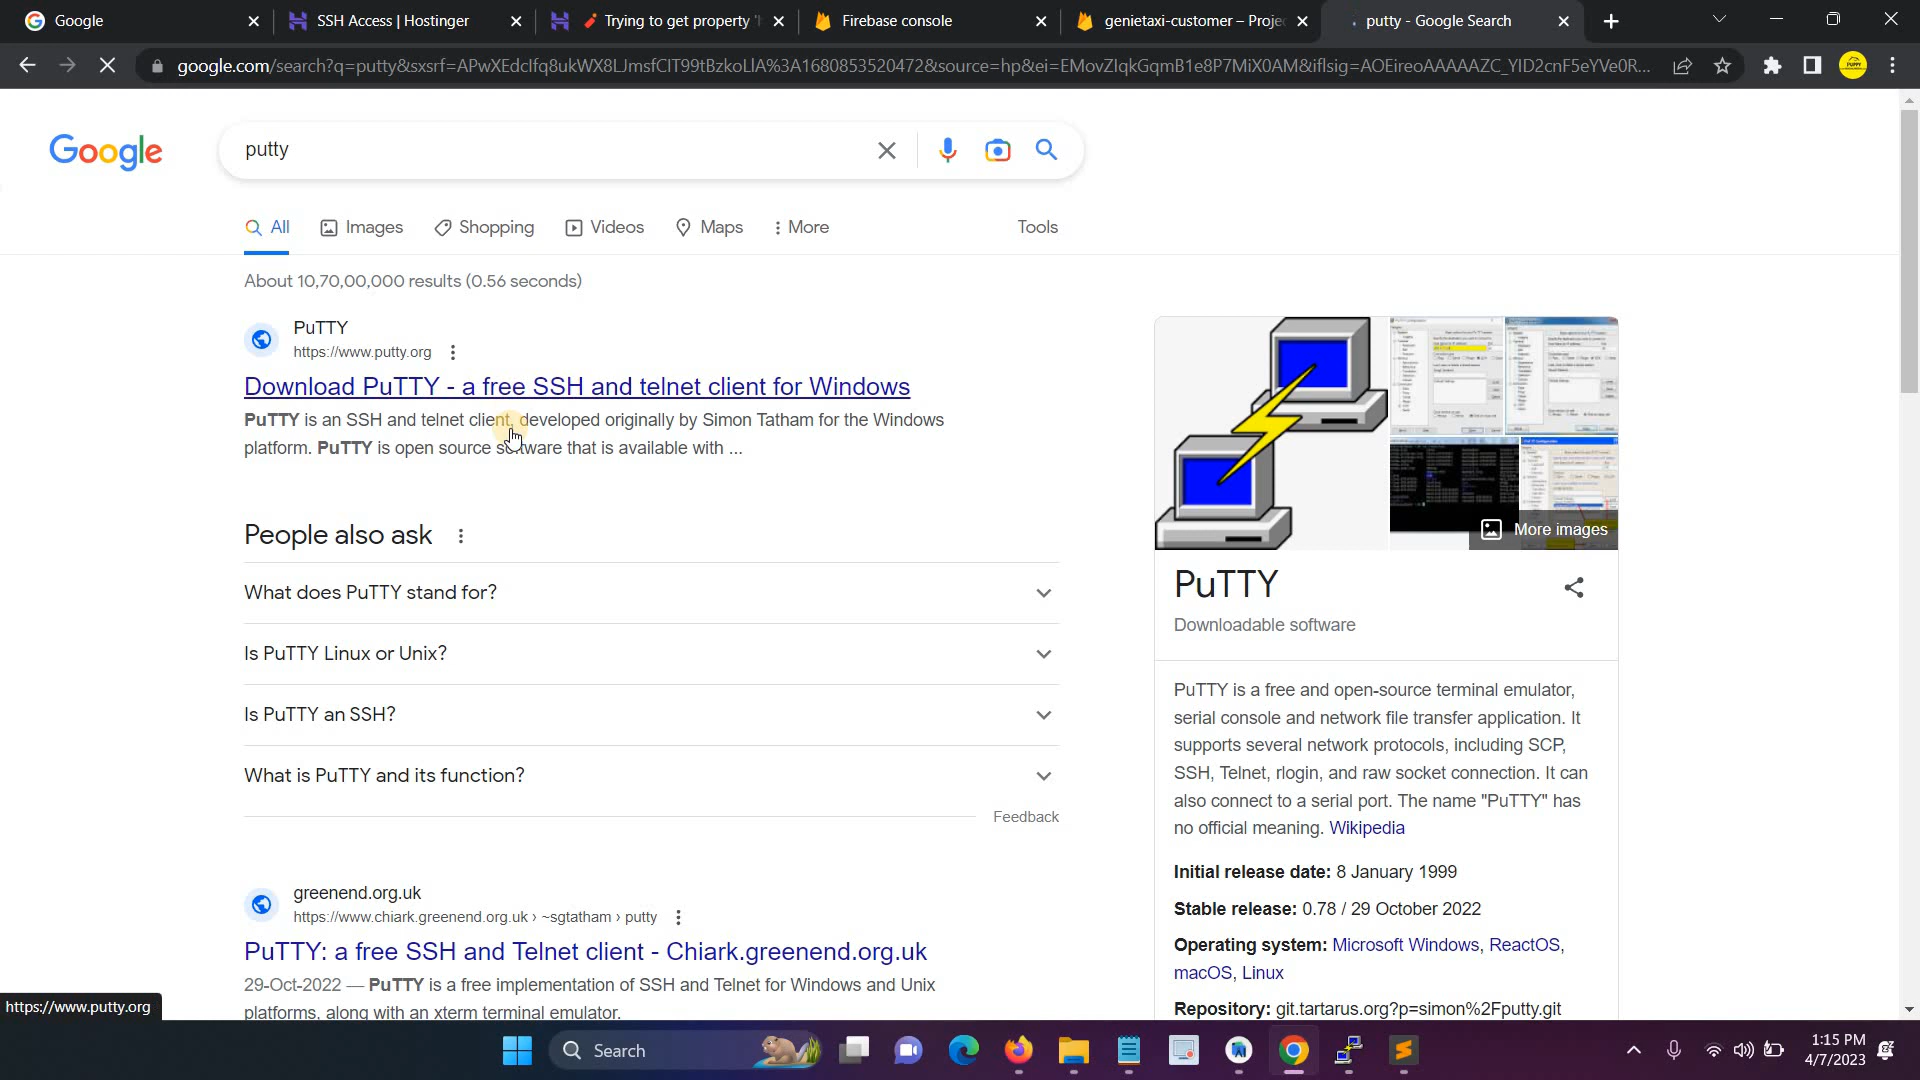 Google
SSH Access | Hostinger
Trying to get property
Firebase console
genietaxi-customer – Proje
putty - Google Search
google.com/search?q=putty&sxsrf=APwXEdclfq8ukWX8LJmsfClT99tBzkoLlA%3A1680853520472&source=hp&ei=EMovZIqkGqmB1e8P7MiX0AM&iflsig=AOEireoAAAAAZC_YID2cnF5eYVe0R...
Google
putty
All
Images
Shopping
Videos
Maps
More
Tools
About 10,70,00,000 results (0.56 seconds)
PuTTY
https://www.putty.org
Download PuTTY - a free SSH and telnet client for Windows
PuTTY is an SSH and telnet client, developed originally by Simon Tatham for the Windows
platform. PuTTY is open source software that is available with ...
People also ask
What does PuTTY stand for?
Is PuTTY Linux or Unix?
Is PuTTY an SSH?
What is PuTTY and its function?
Feedback
greenend.org.uk
https://www.chiark.greenend.org.uk › ~sgtatham › putty
PuTTY: a free SSH and Telnet client - Chiark.greenend.org.uk
29-Oct-2022 — PuTTY is a free implementation of SSH and Telnet for Windows and Unix
platforms, along with an xterm terminal emulator.
More images
PuTTY
Downloadable software
PuTTY is a free and open-source terminal emulator,
serial console and network file transfer application. It
supports several network protocols, including SCP,
SSH, Telnet, rlogin, and raw socket connection. It can
also connect to a serial port. The name "PuTTY" has
no official meaning. Wikipedia
Initial release date: 8 January 1999
Stable release: 0.78 / 29 October 2022
Operating system: Microsoft Windows, ReactOS,
macOS, Linux
Repository: git.tartarus.org?p=simon%2Fputty.git
https://www.putty.org
Search
1:15 PM
4/7/2023